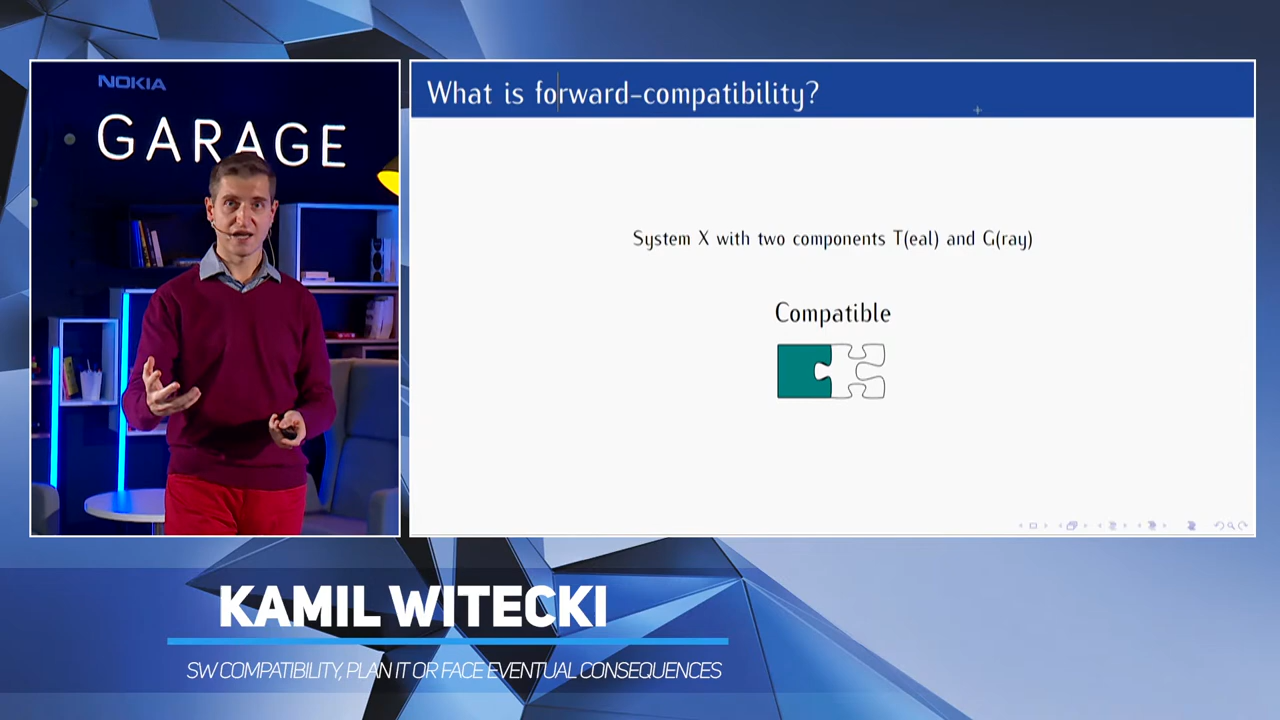 NOKIA
GARAGE
What is forward-compatibility?
System X with two components T(eal) and G(ray)
Compatible
KAMIL WITECKI
SW COMPATIBILITY, PLAN IT OR FACE EVENTUAL CONSEQUENCES